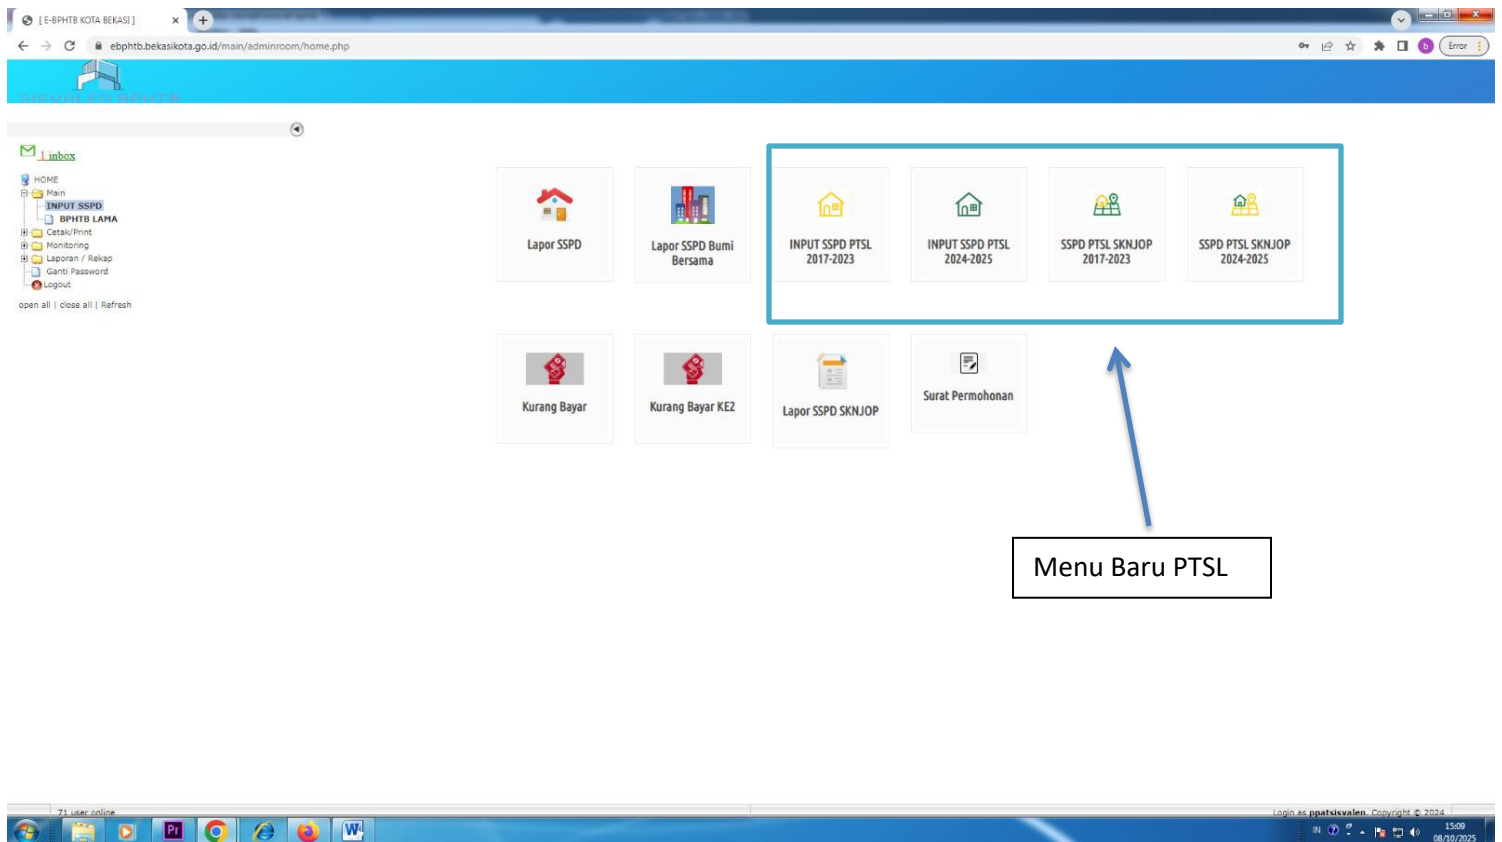 [ E-BPHTB KOTA BEKASI ]
ebphtb.bekasikota.go.id/main/adminroom/home.php
b
Error
SISVALEN BPHTB
1 inbox
HOME
Main
INPUT SSPD
BPHTB LAMA
Cetak/Print
Monitoring
Laporan / Rekap
Ganti Password
Logout
open all | close all | Refresh
Lapor SSPD
Lapor SSPD Bumi
Bersama
INPUT SSPD PTSL
2017-2023
INPUT SSPD PTSL
2024-2025
SSPD PTSL SKNJOP
2017-2023
SSPD PTSL SKNJOP
2024-2025
Kurang Bayar
Kurang Bayar KE2
Lapor SSPD SKNJOP
Surat Permohonan
Menu Baru PTSL
71 user online
Login as ppatsisvalen. Copyright © 2024
Pr
W
IN
15:09
08/10/2025